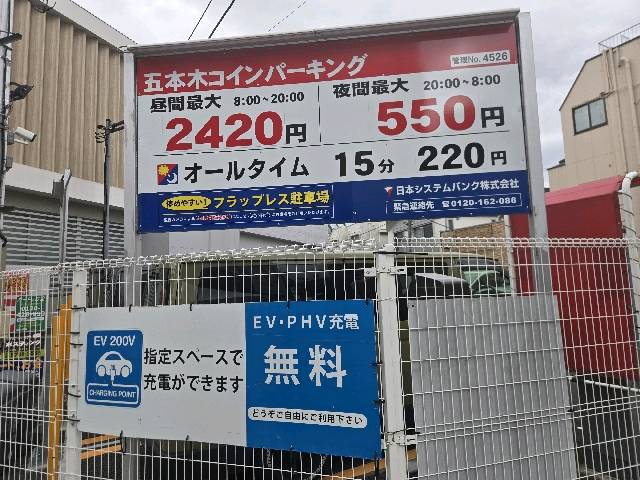 五本木コインパーキング
管理No. 4526
昼間最大 8:00~20:00
2420円
夜間最大 20:00~8:00
550円
オールタイム 15分 220円
停めやすい! フラップレス駐車場
日本システムバンク株式会社
緊急連絡先 ☎0120-162-086
EV 200V
CHARGING POINT
指定スペースで
充電ができます
EV・PHV充電
無料
どうぞご自由にご利用下さい